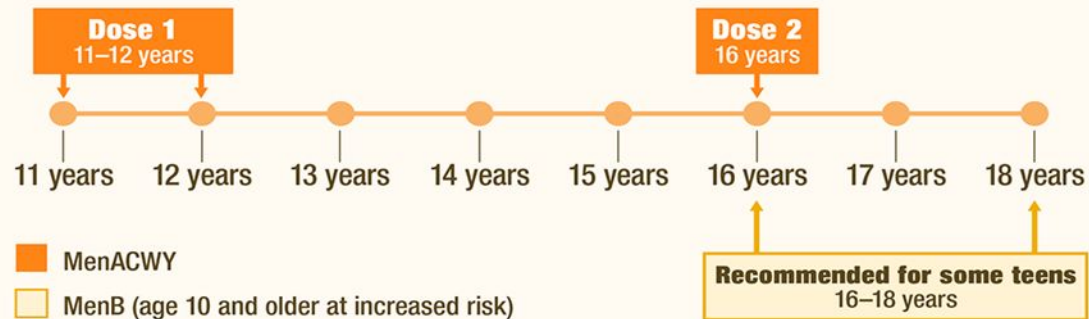 Dose 1
11–12 years
Dose 2
16 years
11 years
12 years
13 years
14 years
15 years
16 years
17 years
18 years
MenACWY
MenB (age 10 and older at increased risk)
Recommended for some teens
16–18 years